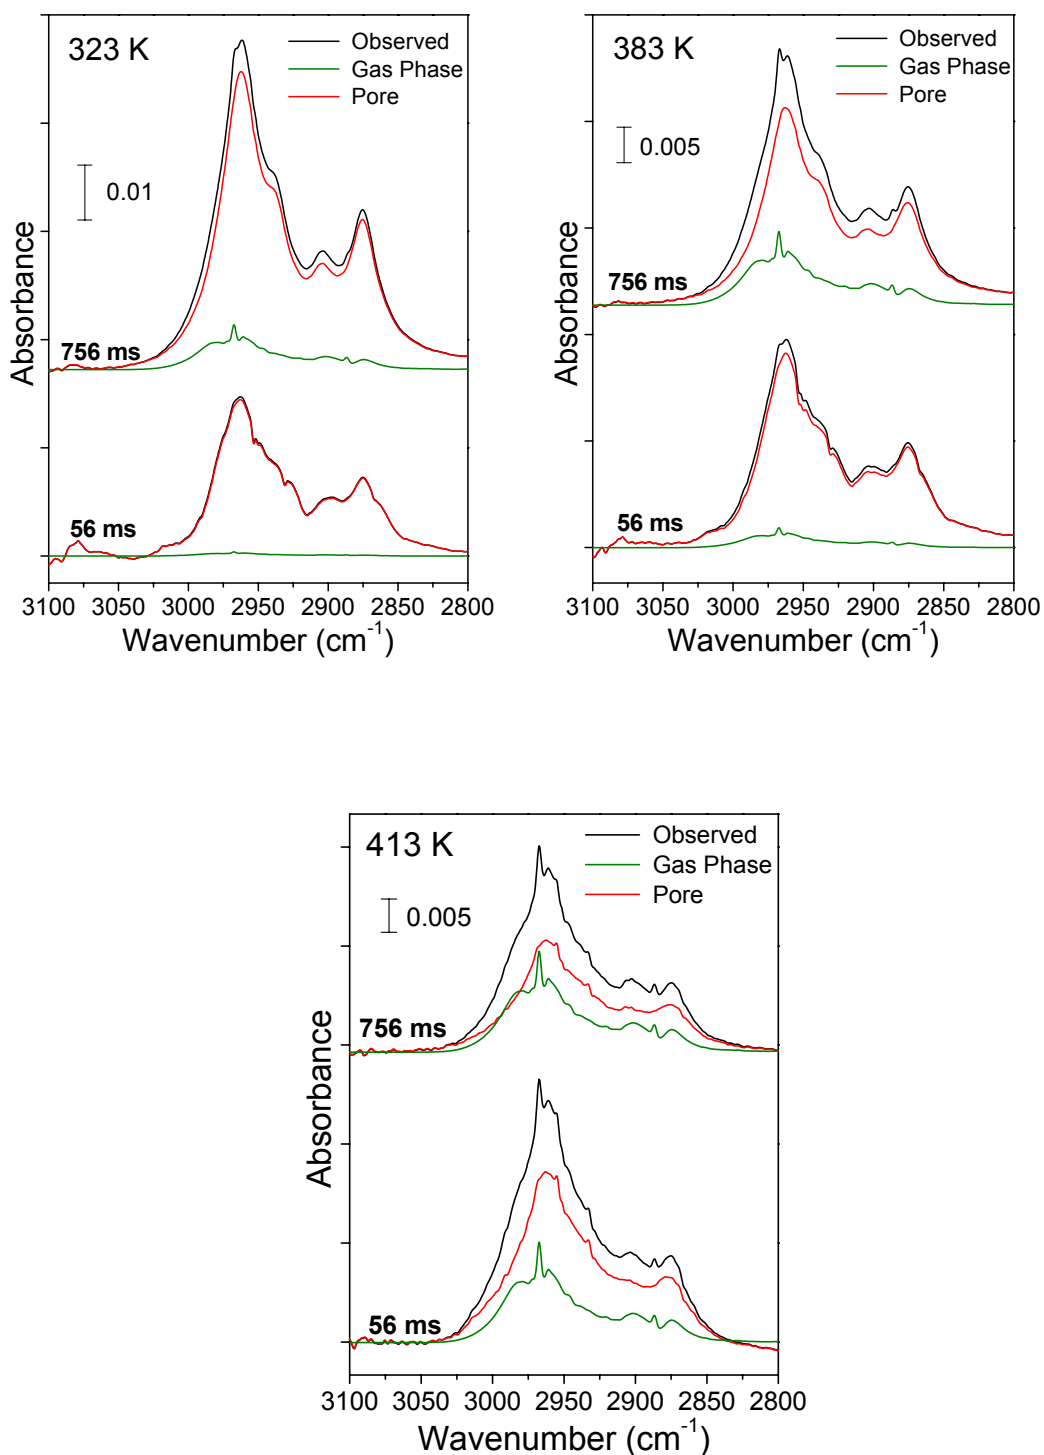 323 K
Observed
Gas Phase
Pore
0.01
756 ms
56 ms
Absorbance
3100 3050 3000 2950 2900 2850 2800
Wavenumber (cm-1)
383 K
Observed
Gas Phase
Pore
0.005
756 ms
56 ms
Absorbance
3100 3050 3000 2950 2900 2850 2800
Wavenumber (cm-1)
413 K
Observed
Gas Phase
Pore
0.005
756 ms
56 ms
Absorbance
3100 3050 3000 2950 2900 2850 2800
Wavenumber (cm-1)